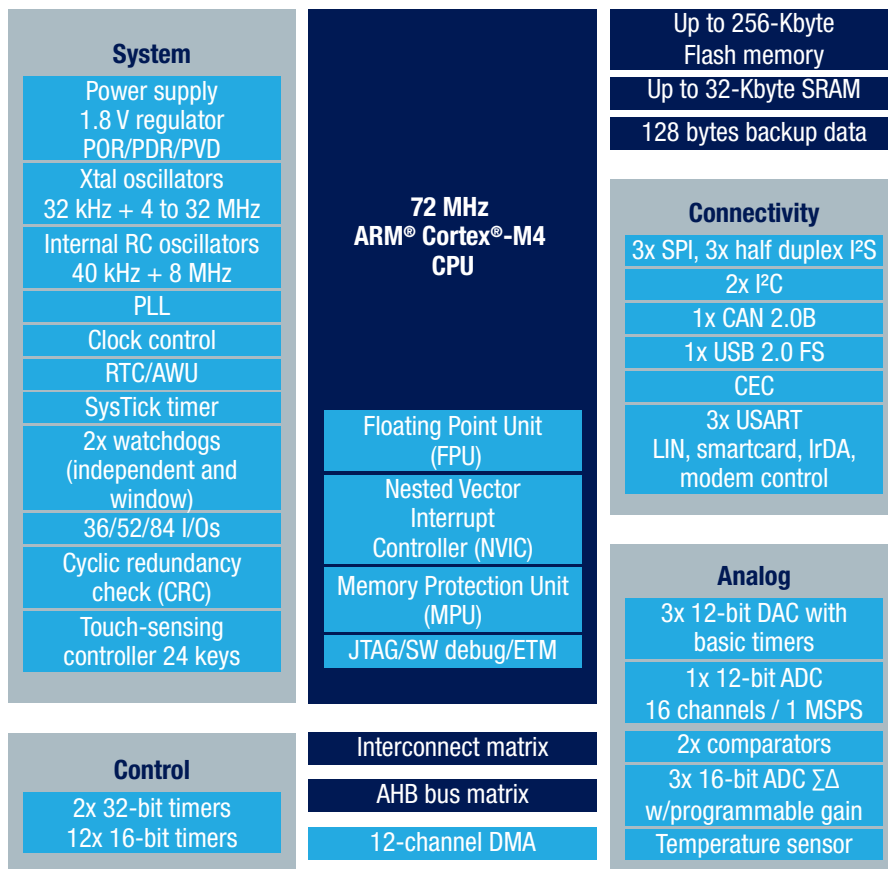 System
Power supply
1.8 V regulator
POR/PDR/PVD
Xtal oscillators
32 kHz + 4 to 32 MHz
Internal RC oscillators
40 kHz + 8 MHz
PLL
Clock control
RTC/AWU
SysTick timer
2x watchdogs
(independent and
window)
36/52/84 I/Os
Cyclic redundancy
check (CRC)
Touch-sensing
controller 24 keys
Control
2x 32-bit timers
12x 16-bit timers
72 MHz
ARM® Cortex®-M4
CPU
Floating Point Unit
(FPU)
Nested Vector
Interrupt
Controller (NVIC)
Memory Protection Unit
(MPU)
JTAG/SW debug/ETM
Interconnect matrix
AHB bus matrix
12-channel DMA
Up to 256-Kbyte
Flash memory
Up to 32-Kbyte SRAM
128 bytes backup data
Connectivity
3x SPI, 3x half duplex I²S
2x I²C
1x CAN 2.0B
1x USB 2.0 FS
CEC
3x USART
LIN, smartcard, IrDA,
modem control
Analog
3x 12-bit DAC with
basic timers
1x 12-bit ADC
16 channels / 1 MSPS
2x comparators
3x 16-bit ADC ∑∆
w/programmable gain
Temperature sensor